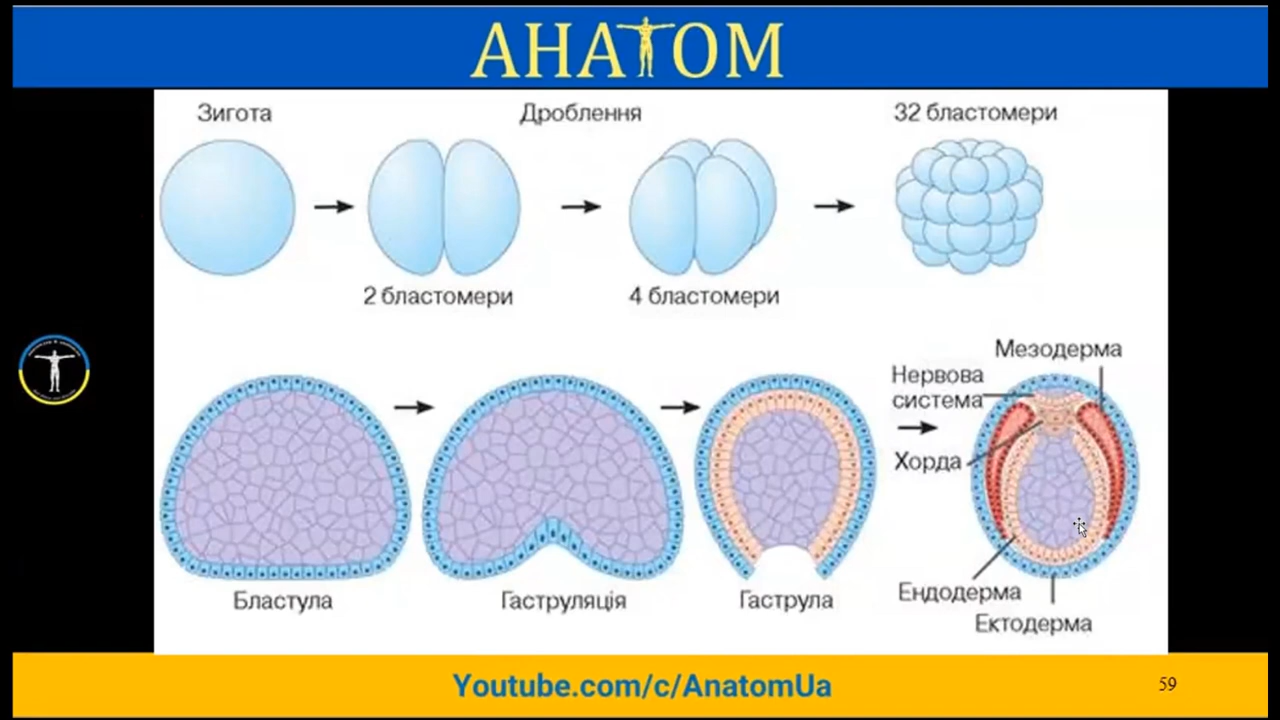 АНАТОМ
Зигота
Дроблення
32 бластомери
2 бластомери
4 бластомери
Мезодерма
Нервова
система
Хорда
Ендодерма
Ектодерма
Бластула
Гаструляція
Гаструла
Youtube.com/c/AnatomUa
59